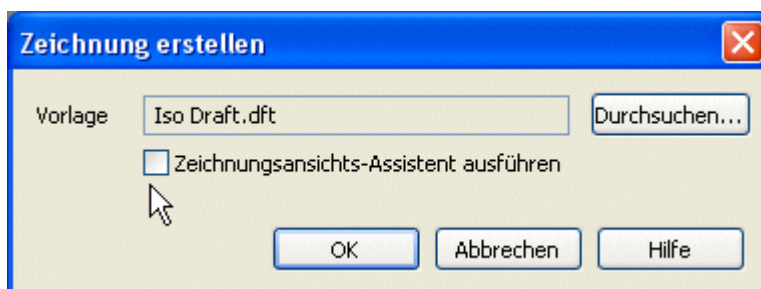 Zeichnung erstellen
Vorlage Iso Draft.dft Durchsuchen...
Zeichnungsansichts-Assistent ausführen
OK Abbrechen Hilfe